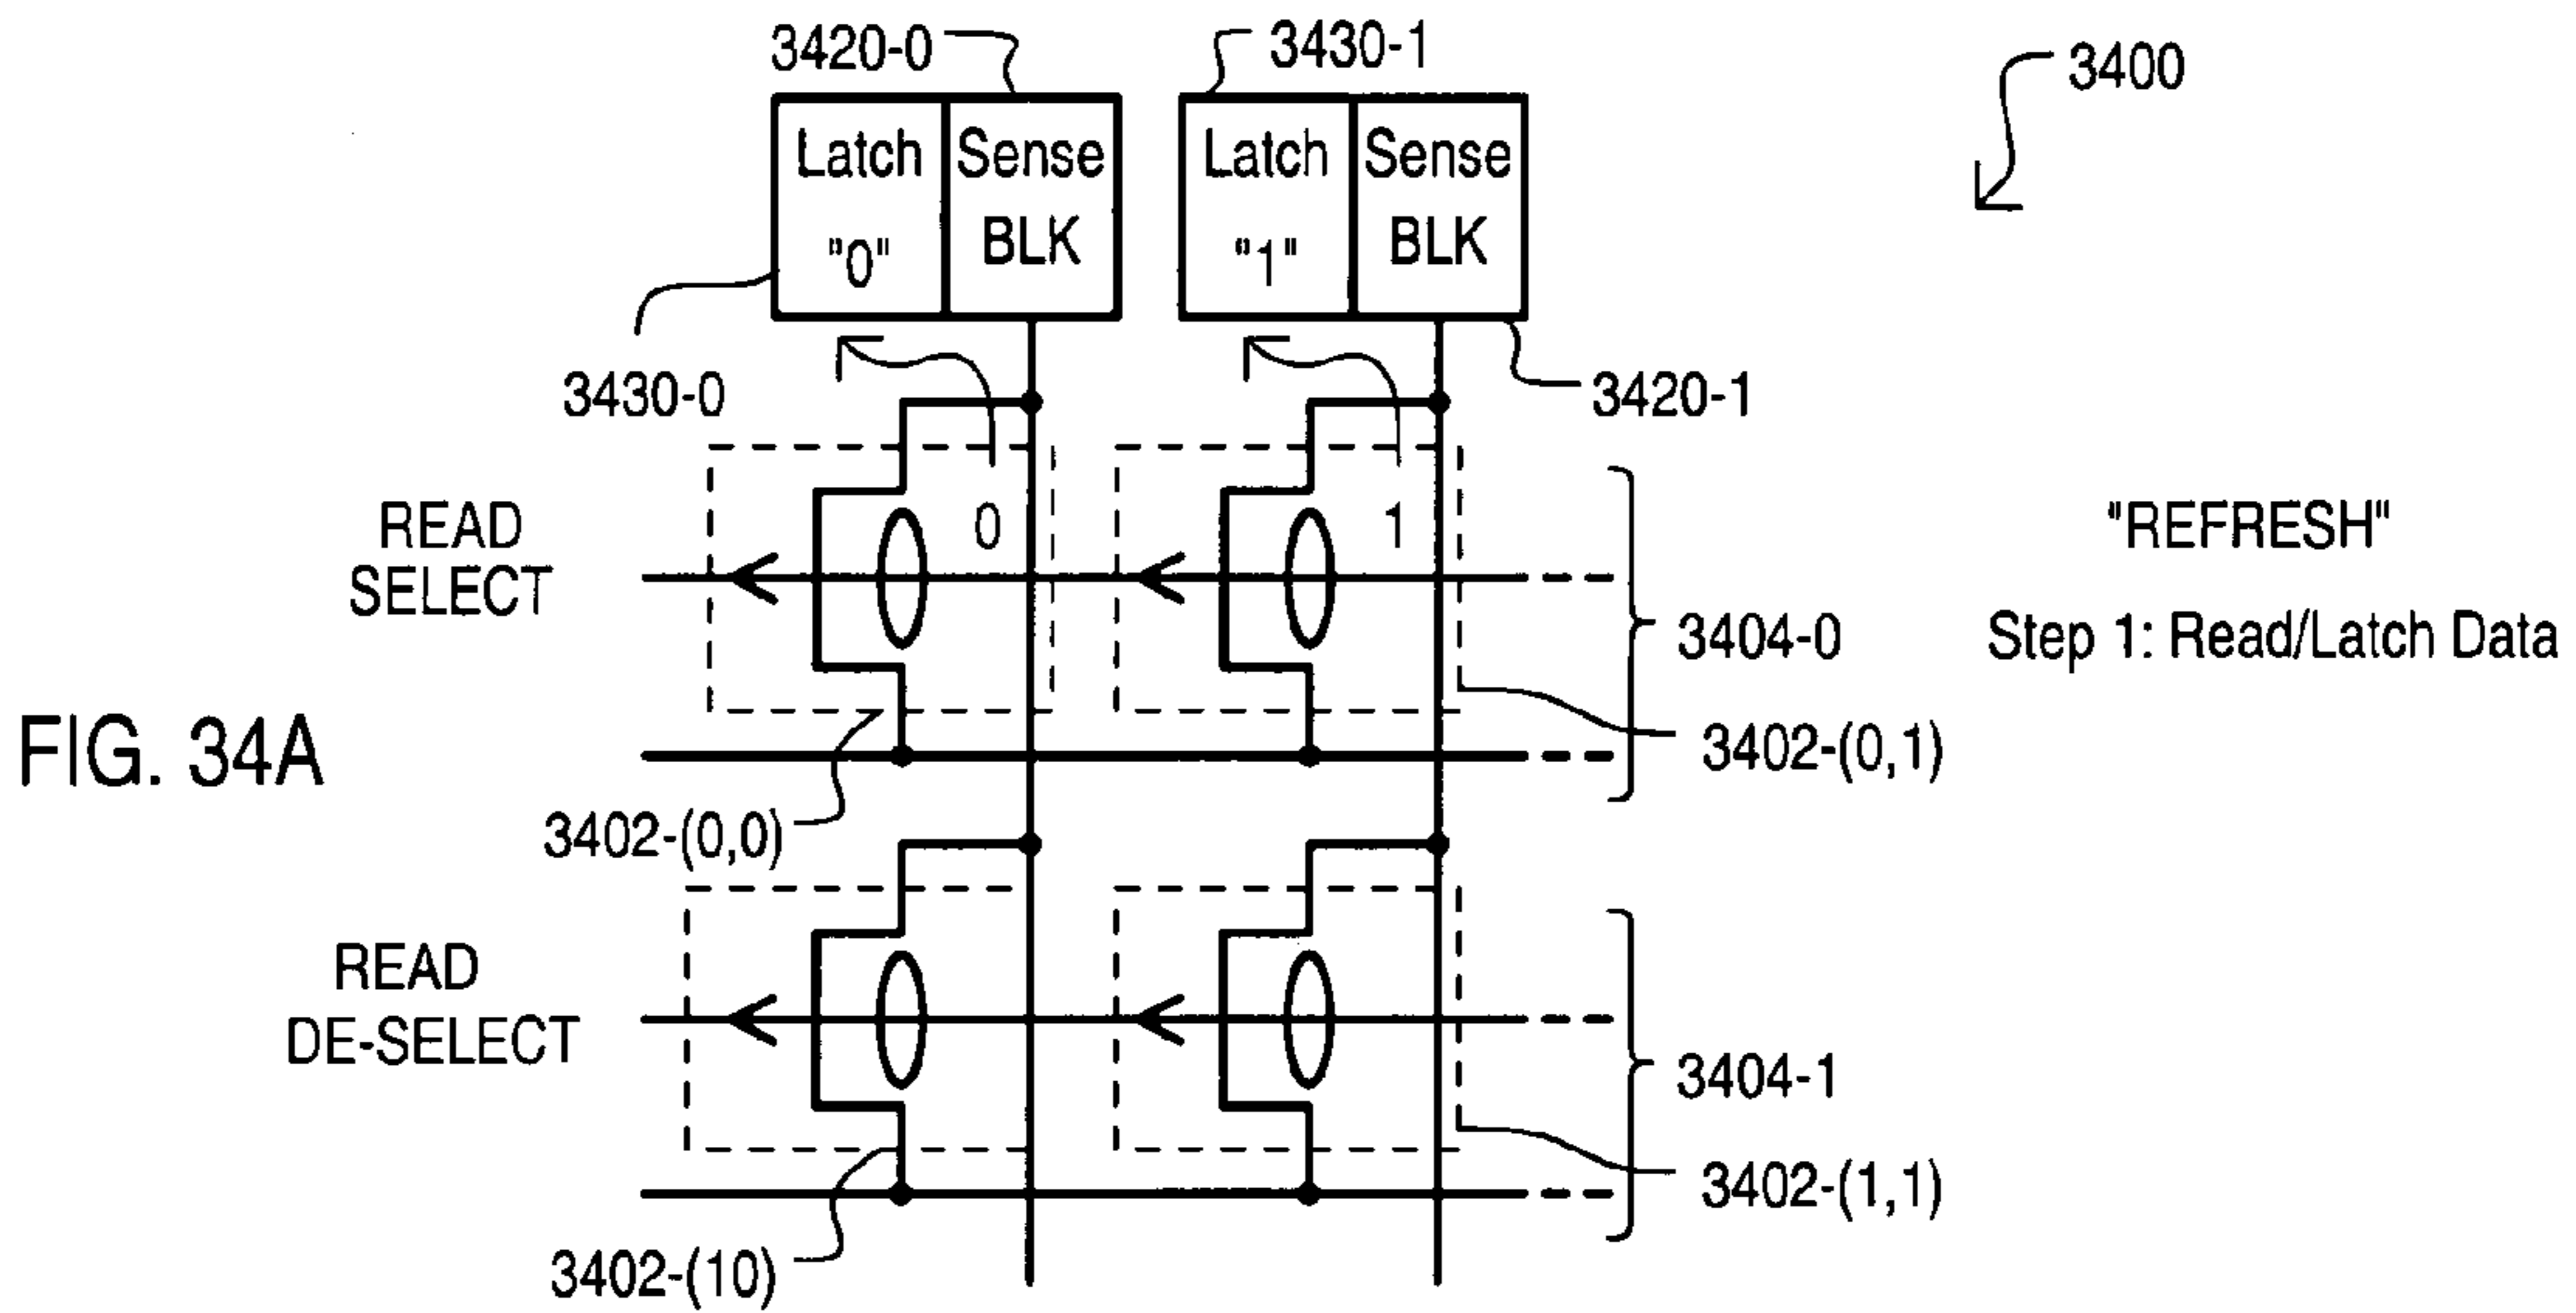 3420-0
3430-1
3400
Latch
"0"
Sense
BLK
Latch
"1"
Sense
BLK
3430-0
3420-1
READ
SELECT
0
1
"REFRESH"
Step 1: Read/Latch Data
3404-0
3402-(0,1)
FIG. 34A
3402-(0,0)
READ
DE-SELECT
3404-1
3402-(1,1)
3402-(10)